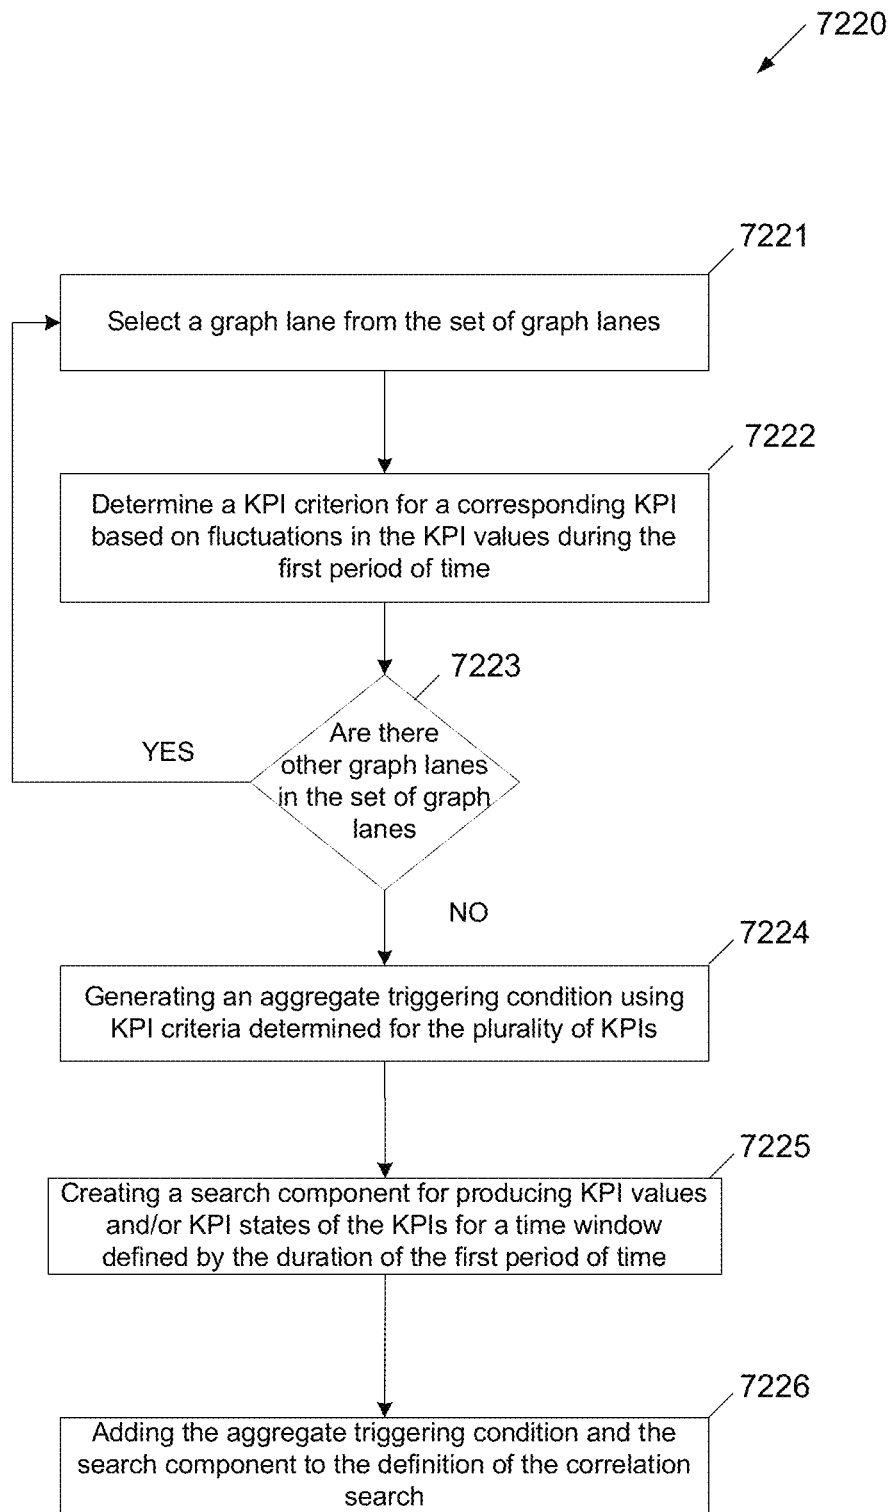 7220
7221
Select a graph lane from the set of graph lanes
7222
Determine a KPI criterion for a corresponding KPI
based on fluctuations in the KPI values during the
first period of time
7223
Are there
other graph lanes
in the set of graph
lanes
YES
NO
7224
Generating an aggregate triggering condition using
KPI criteria determined for the plurality of KPIs
7225
Creating a search component for producing KPI values
and/or KPI states of the KPIs for a time window
defined by the duration of the first period of time
7226
Adding the aggregate triggering condition and the
search component to the definition of the correlation
search